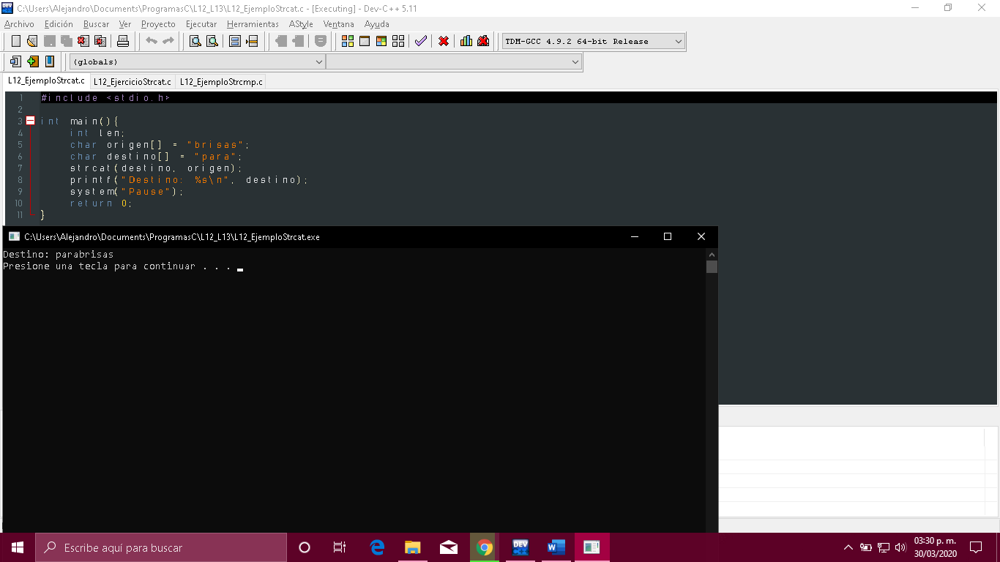 C:\Users\Alejandro\Documents\ProgramasC\L12_L13\L12_EjemploStrcat.c - [Executing] - Dev-C++ 5.11
Archivo Edición Buscar Ver Proyecto Ejecutar Herramientas AStyle Ventana Ayuda
TDM-GCC 4.9.2 64-bit Release
(globals)
L12_EjemploStrcat.c L12_EjercicioStrcat.c L12_EjemploStrcmp.c
1 #include <stdio.h>
2
3 int main(){
4 int len;
5 char origen[] = "brisas";
6 char destino[] = "para";
7 strcat(destino, origen);
8 printf("Destino: %s\n", destino);
9 system("Pause");
10 return 0;
11 }
C:\Users\Alejandro\Documents\ProgramasC\L12_L13\L12_EjemploStrcat.exe
Destino: parabrisas
Presione una tecla para continuar . . .
Escribe aquí para buscar
DEV
03:30 p. m.
30/03/2020